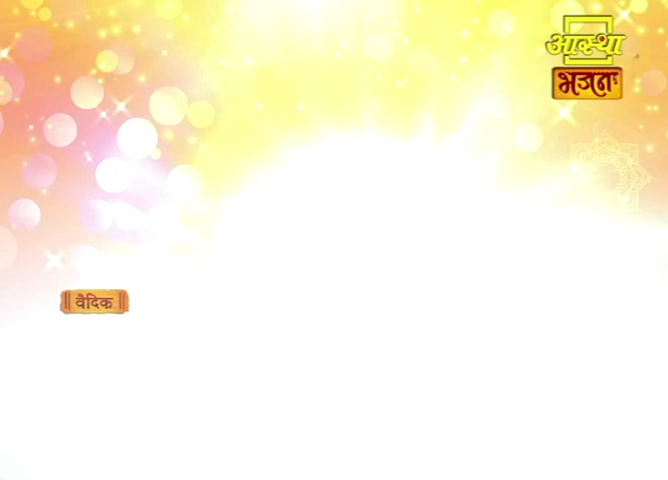 आस्था
भजन
॥ वैदिक ॥